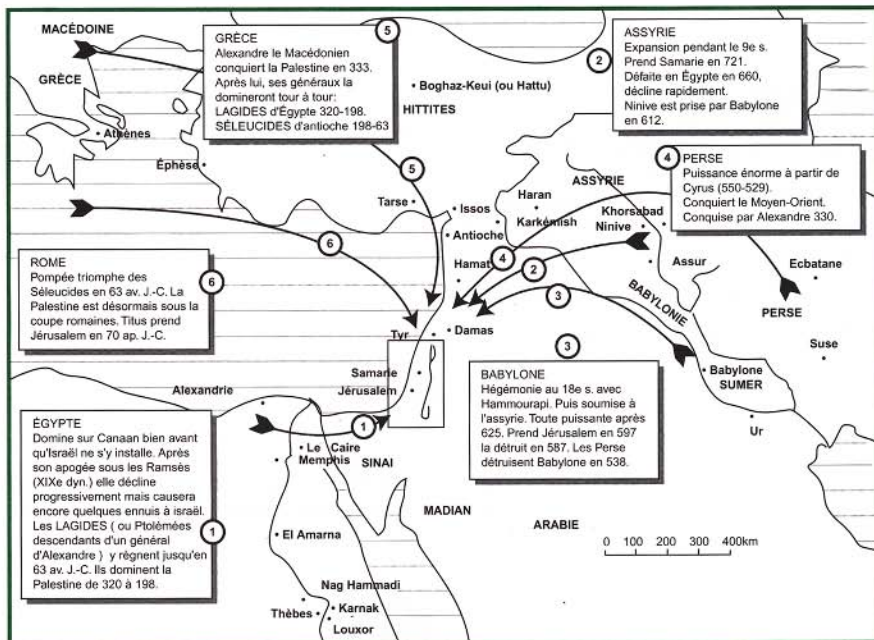 MACÉDOINE
GRÈCE
Athènes
Éphèse
5
GRÈCE
Alexandre le Macédonien
conquiert la Palestine en 333.
Après lui, ses généraux la
domineront tour à tour:
LAGIDES d'Égypte 320-198.
SÉLEUCIDES d'antioche 198-63
Boghaz-Keui (ou Hattu)
HITTITES
2
ASSYRIE
Expansion pendant le 9e s.
Prend Samarie en 721.
Défaite en Égypte en 660,
décline rapidement.
Ninive est prise par Babylone
en 612.
4
PERSE
Puissance énorme à partir de
Cyrus (550-529).
Conquiert le Moyen-Orient.
Conquise par Alexandre 330.
5
Tarse
Issos
Antioche
Haran
Karkémish
ASSYRIE
Khorsabad
Ninive
Assur
Ecbatane
PERSE
Suse
6
4
2
3
Hamat
BABYLONIE
Tyr
Damas
6
ROME
Pompée triomphe des
Séleucides en 63 av. J.-C. La
Palestine est désormais sous la
coupe romaines. Titus prend
Jérusalem en 70 ap. J.-C.
Samarie
Jérusalem
Babylone
SUMER
Ur
3
BABYLONE
Hégémonie au 18e s. avec
Hammourapi. Puis soumise à
l'assyrie. Toute puissante après
625. Prend Jérusalem en 597
la détruit en 587. Les Perse
détruisent Babylone en 538.
Alexandrie
1
Le Caire
Memphis
SINAI
MADIAN
ARABIE
1
ÉGYPTE
Domine sur Canaan bien avant
qu'Israël ne s'y installe. Après
son apogée sous les Ramsès
(XIXe dyn.) elle décline
progressivement mais causera
encore quelques ennuis à israël.
Les LAGIDES ( ou Ptolémées
descendants d'un général
d'Alexandre ) y règnent jusqu'en
63 av. J.-C. Ils dominent la
Palestine de 320 à 198.
El Amarna
Nag Hammadi
Thèbes
Karnak
Louxor
0 100 200 400km